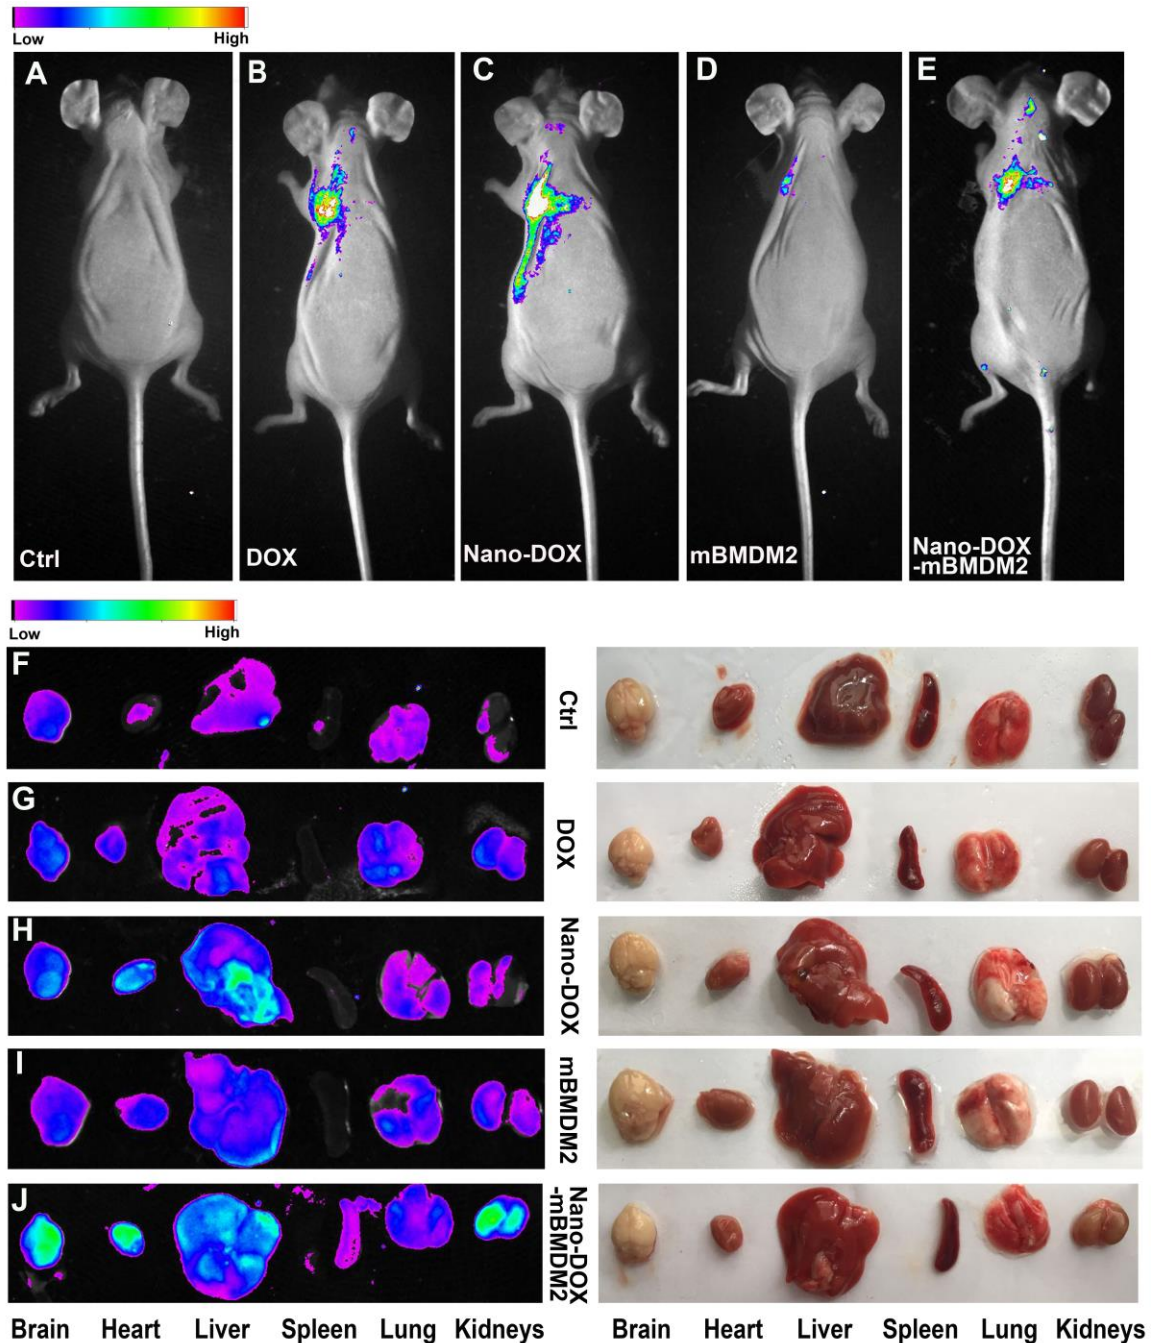 Low High
A B C D E
Ctrl DOX Nano-DOX mBMDM2 Nano-DOX
-mBMDM2
Low High
F Ctrl
G DOX
H Nano-DOX
I mBMDM2
J Nano-DOX
-mBMDM2
Brain Heart Liver Spleen Lung Kidneys Brain Heart Liver Spleen Lung Kidneys